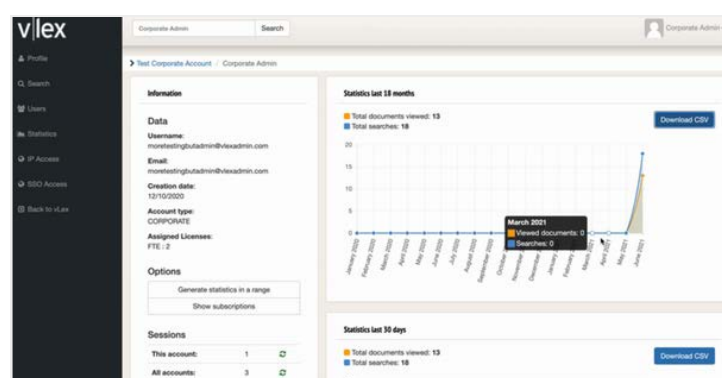 vlex
Corporate Admin
Search
Corporate Admin
Profile
Search
Users
Statistics
IP Access
SSO Access
Back to vLex
Test Corporate Account / Corporate Admin
Information
Data
Username:
moretestingbutadmin@vlexadmin.com
Email:
moretestingbutadmin@vlexadmin.com
Creation date:
12/10/2020
Account type:
CORPORATE
Assigned Licenses:
FTE : 2
Options
Generate statistics in a range
Show subscriptions
Sessions
This account: 1
All accounts: 3
Statistics last 18 months
Total documents viewed: 13
Total searches: 18
Download CSV
20
15
10
5
0
March 2021
Viewed documents: 0
Searches: 0
January 2020
February 2020
March 2020
April 2020
May 2020
June 2020
July 2020
August 2020
September 2020
October 2020
November 2020
December 2020
January 2021
February 2021
March 2021
April 2021
May 2021
June 2021
Statistics last 30 days
Total documents viewed: 13
Total searches: 18
Download CSV